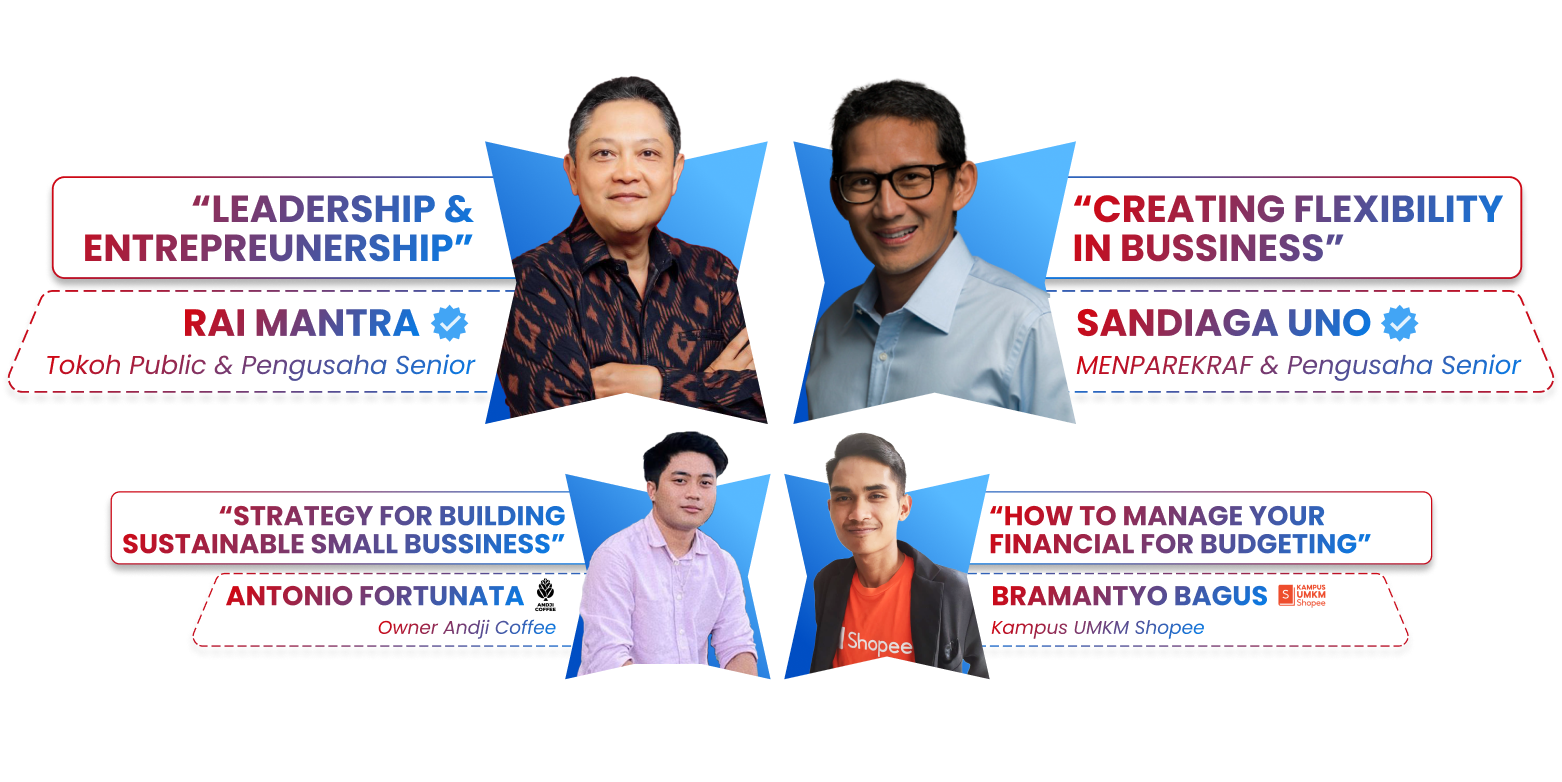 “LEADERSHIP &
ENTREPREUNERSHIP”
RAI MANTRA
Tokoh Public & Pengusaha Senior
“CREATING FLEXIBILITY
IN BUSSINESS”
SANDIAGA UNO
MENPAREKRAF & Pengusaha Senior
“STRATEGY FOR BUILDING
SUSTAINABLE SMALL BUSSINESS”
ANTONIO FORTUNATA
ANDJI
COFFEE
Owner Andji Coffee
“HOW TO MANAGE YOUR
FINANCIAL FOR BUDGETING”
BRAMANTYO BAGUS
S
KAMPUS
UMKM
Shopee
Kampus UMKM Shopee
Shopee